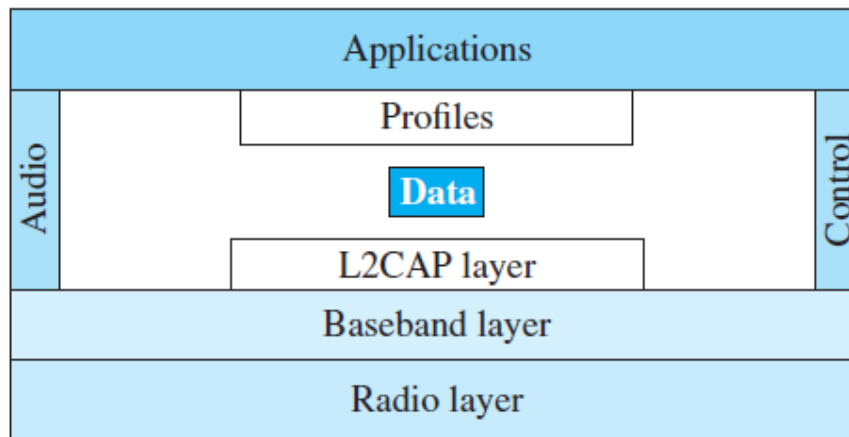 Applications
Profiles
Audio
Data
Control
L2CAP layer
Baseband layer
Radio layer